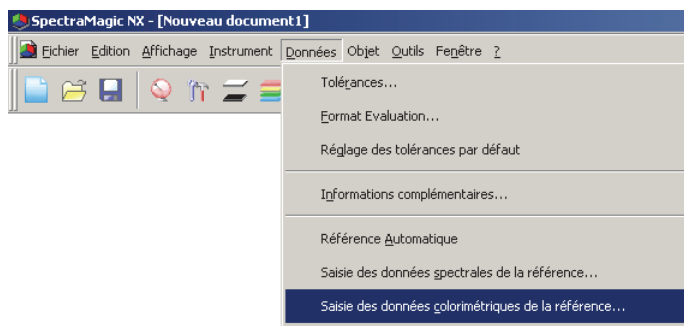 SpectraMagic NX - [Nouveau document1]
Fichier Edition Affichage Instrument Données Objet Outils Fenêtre ?
Tolérances...
Format Evaluation...
Réglage des tolérances par défaut
Informations complémentaires...
Référence Automatique
Saisie des données spectrales de la référence...
Saisie des données colorimétriques de la référence...